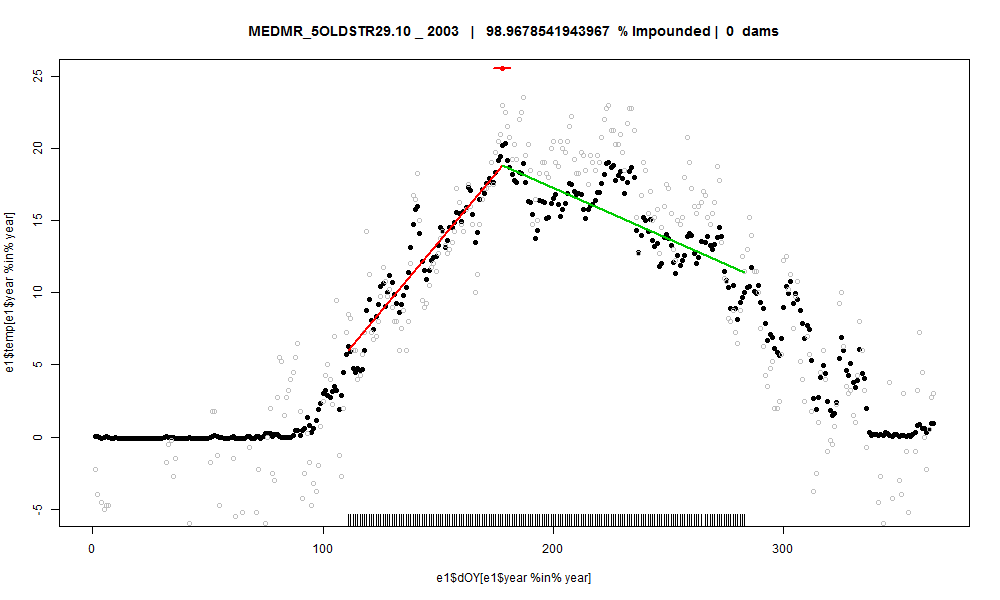 MEDMR_5OLDSTR29.10 _ 2003 | 98.9678541943967 % Impounded | 0 dams
25
20
15
10
5
0
-5
e1$temp[e1$year %in% year]
0 100 200 300
e1$dOY[e1$year %in% year]